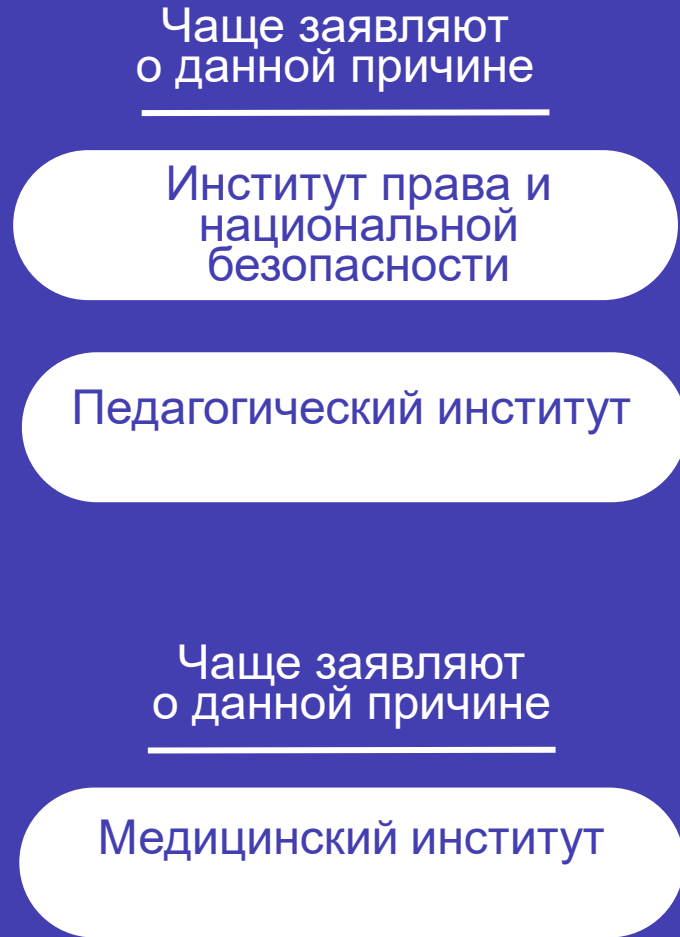 Чаще заявляют
о данной причине
Институт права и
национальной
безопасности
Педагогический институт
Чаще заявляют
о данной причине
Медицинский институт